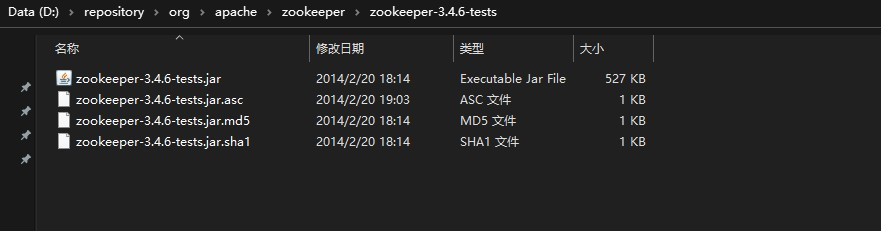 Data (D:) > repository > org > apache > zookeeper > zookeeper-3.4.6-tests
名称 修改日期 类型 大小
zookeeper-3.4.6-tests.jar 2014/2/20 18:14 Executable Jar File 527 KB
zookeeper-3.4.6-tests.jar.asc 2014/2/20 19:03 ASC 文件 1 KB
zookeeper-3.4.6-tests.jar.md5 2014/2/20 18:14 MD5 文件 1 KB
zookeeper-3.4.6-tests.jar.sha1 2014/2/20 18:14 SHA1 文件 1 KB